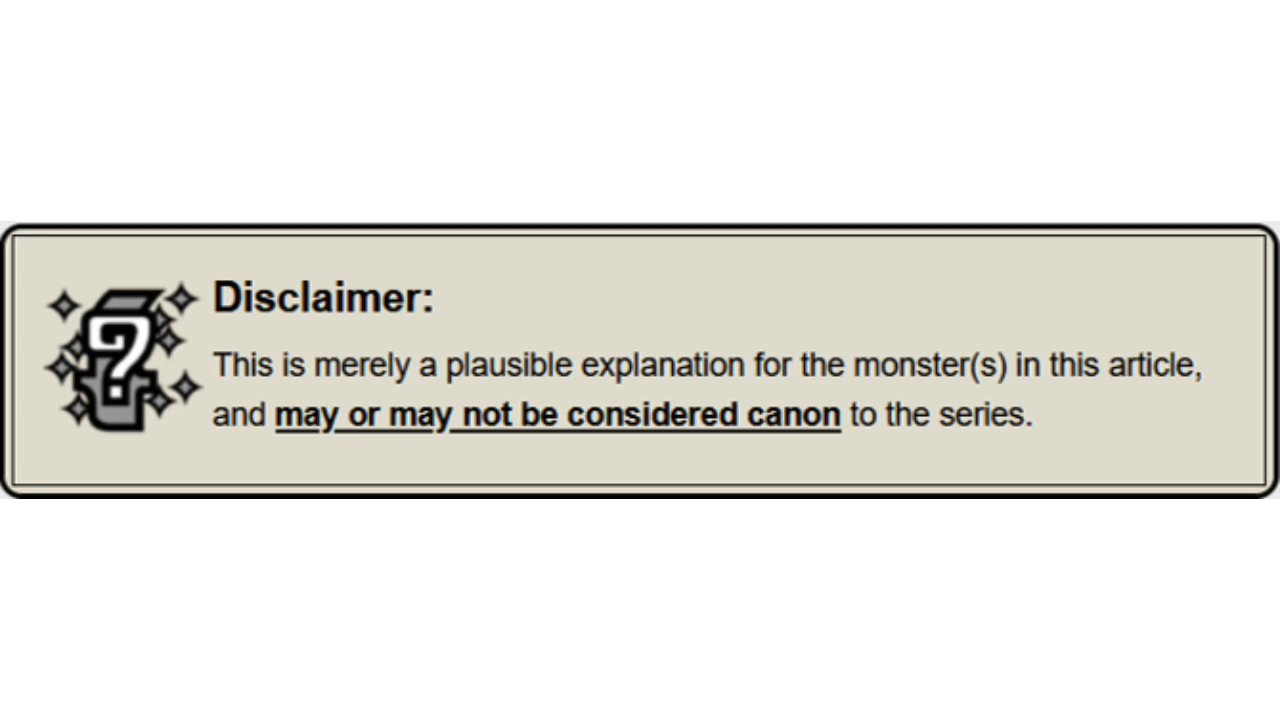 Disclaimer:
This is merely a plausible explanation for the monster(s) in this article,
and may or may not be considered canon to the series.